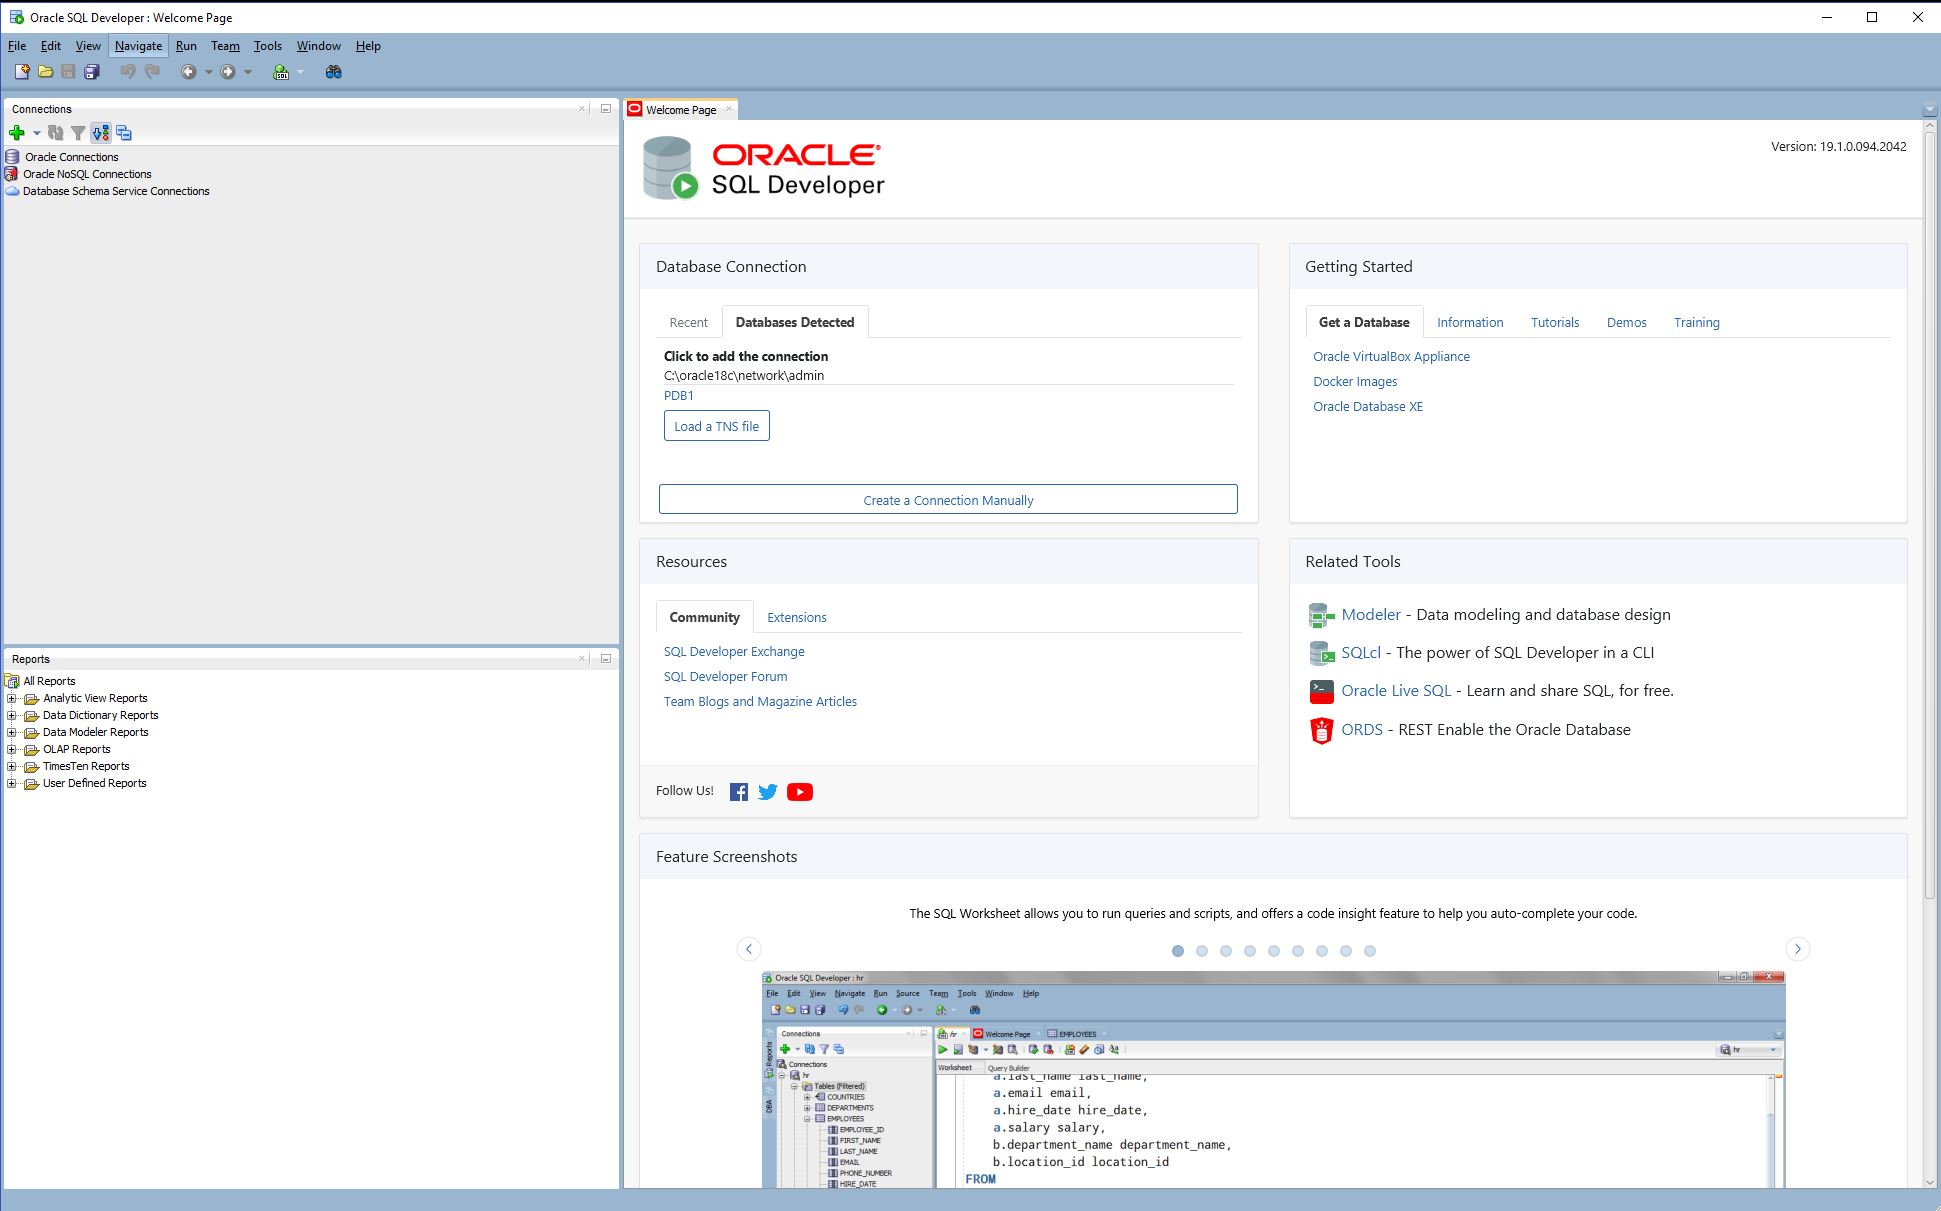 Oracle SQL Developer : Welcome Page
File Edit View Navigate Run Team Tools Window Help
SQL
Connections
Oracle Connections
Oracle NoSQL Connections
Database Schema Service Connections
Reports
All Reports
Analytic View Reports
Data Dictionary Reports
Data Modeler Reports
OLAP Reports
TimesTen Reports
User Defined Reports
Welcome Page
ORACLE
SQL Developer
Version: 19.1.0.094.2042
Database Connection
Recent Databases Detected
Click to add the connection
C:\oracle18c\network\admin
PDB1
Load a TNS file
Create a Connection Manually
Getting Started
Get a Database Information Tutorials Demos Training
Oracle VirtualBox Appliance
Docker Images
Oracle Database XE
Resources
Community Extensions
SQL Developer Exchange
SQL Developer Forum
Team Blogs and Magazine Articles
Follow Us!
Related Tools
Modeler - Data modeling and database design
SQLcl - The power of SQL Developer in a CLI
Oracle Live SQL - Learn and share SQL, for free.
ORDS - REST Enable the Oracle Database
Feature Screenshots
The SQL Worksheet allows you to run queries and scripts, and offers a code insight feature to help you auto-complete your code.
Oracle SQL Developer : hr
File Edit View Navigate Run Source Team Tools Window Help
Reports
DBA
Connections
Connections
hr
Tables (Filtered)
COUNTRIES
DEPARTMENTS
EMPLOYEES
EMPLOYEE_ID
FIRST_NAME
LAST_NAME
EMAIL
PHONE_NUMBER
HIRE_DATE
hr Welcome Page EMPLOYEES
hr
Worksheet Query Builder
a.last_name last_name,
a.email email,
a.hire_date hire_date,
a.salary salary,
b.department_name department_name,
b.location_id location_id
FROM